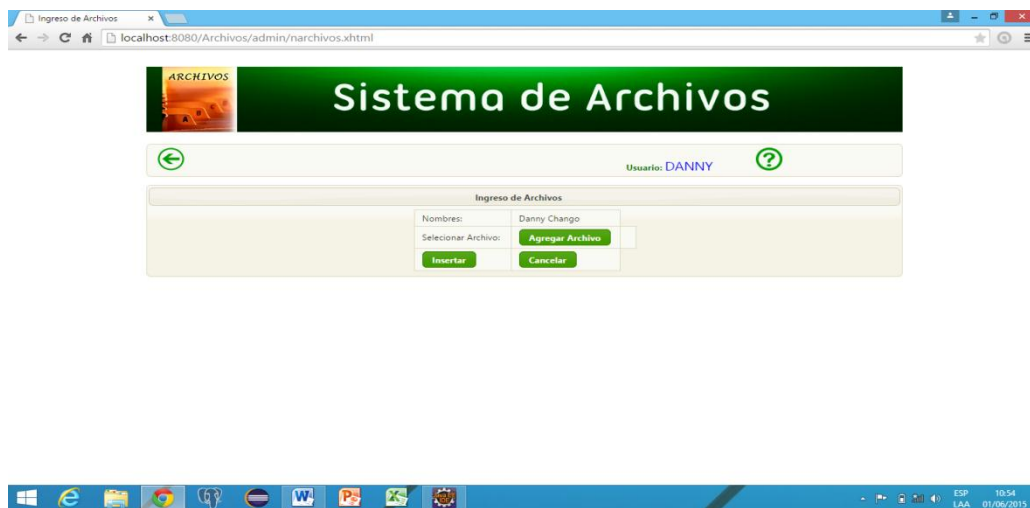 Ingreso de Archivos
localhost:8080/Archivos/admin/narchivos.xhtml
ARCHIVOS
Sistema de Archivos
Usuario: DANNY
Ingreso de Archivos
Nombres: Danny Chango
Selecionar Archivo: Agregar Archivo
Insertar Cancelar
ESP 10:54
LAA 01/06/2015